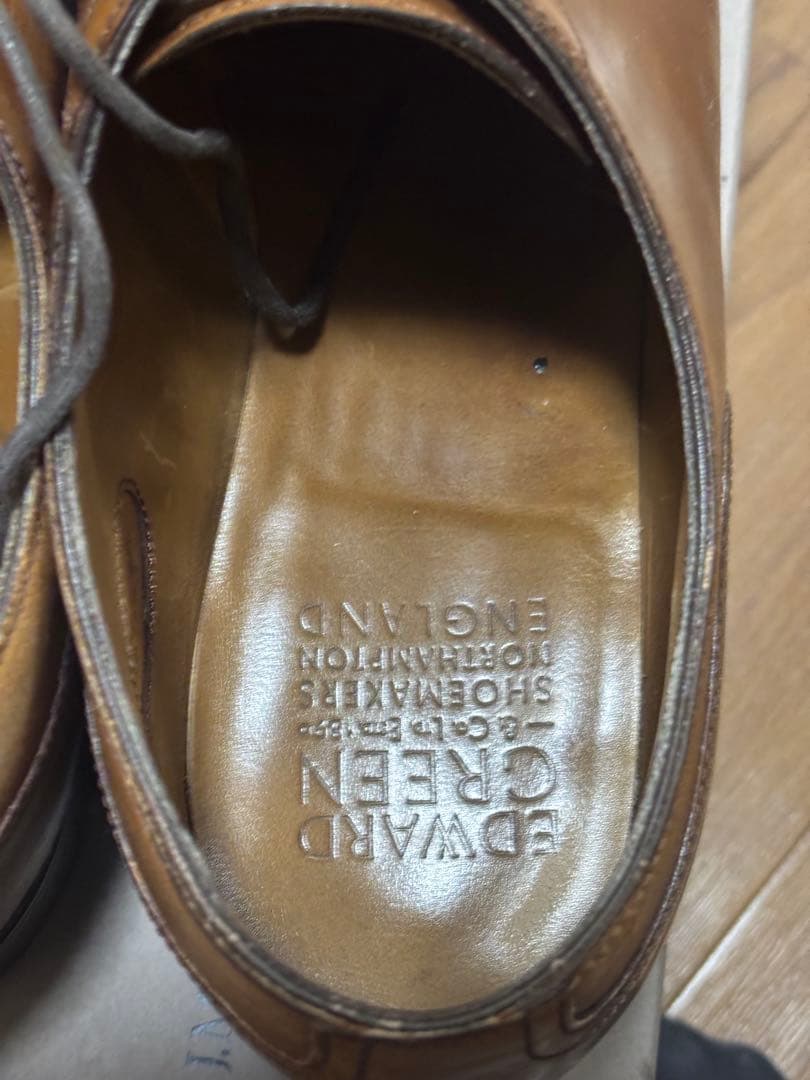 EDWARD
GREEN
& Co. LTD. EST. 1890
SHOEMAKERS
NORTHAMPTON
ENGLAND